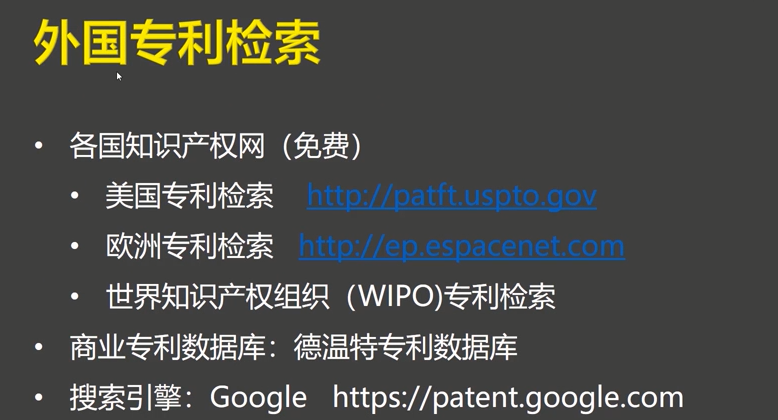 外国专利检索
• 各国知识产权网（免费）
• 美国专利检索 http://patft.uspto.gov
• 欧洲专利检索 http://ep.espacenet.com
• 世界知识产权组织（WIPO)专利检索
• 商业专利数据库：德温特专利数据库
• 搜索引擎：Google https://patent.google.com